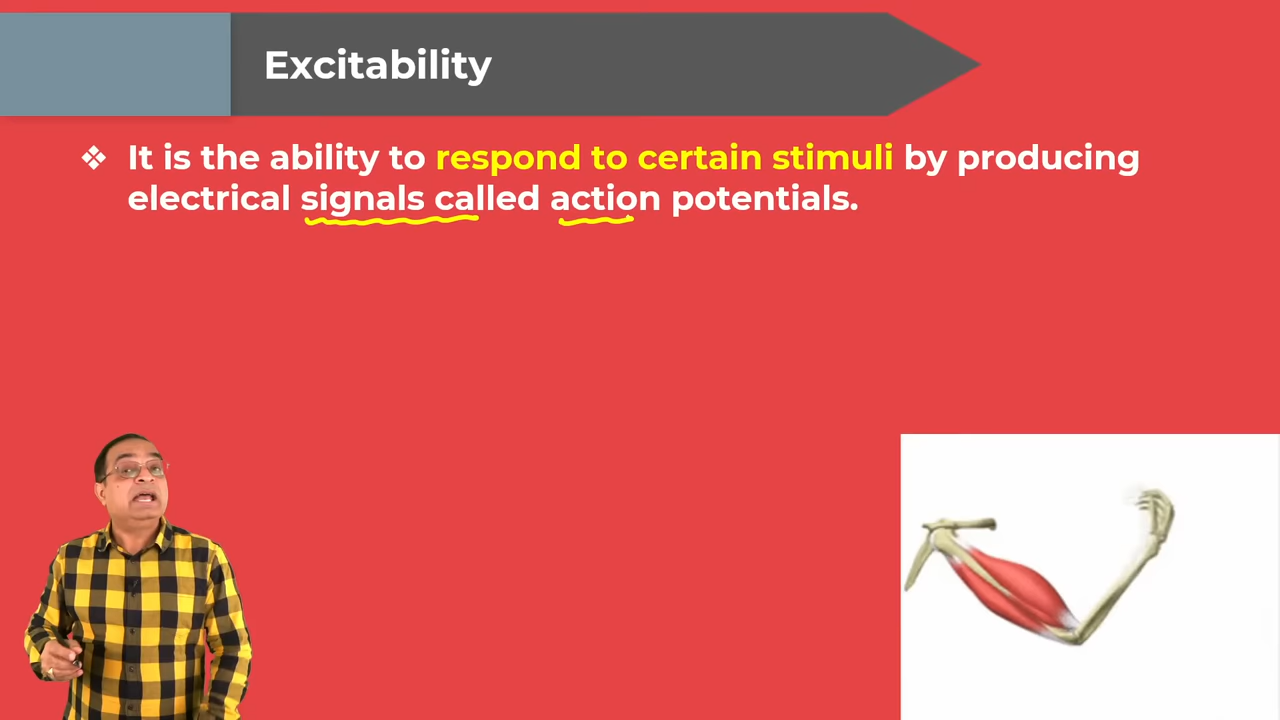 Excitability
❖ It is the ability to respond to certain stimuli by producing
electrical signals called action potentials.